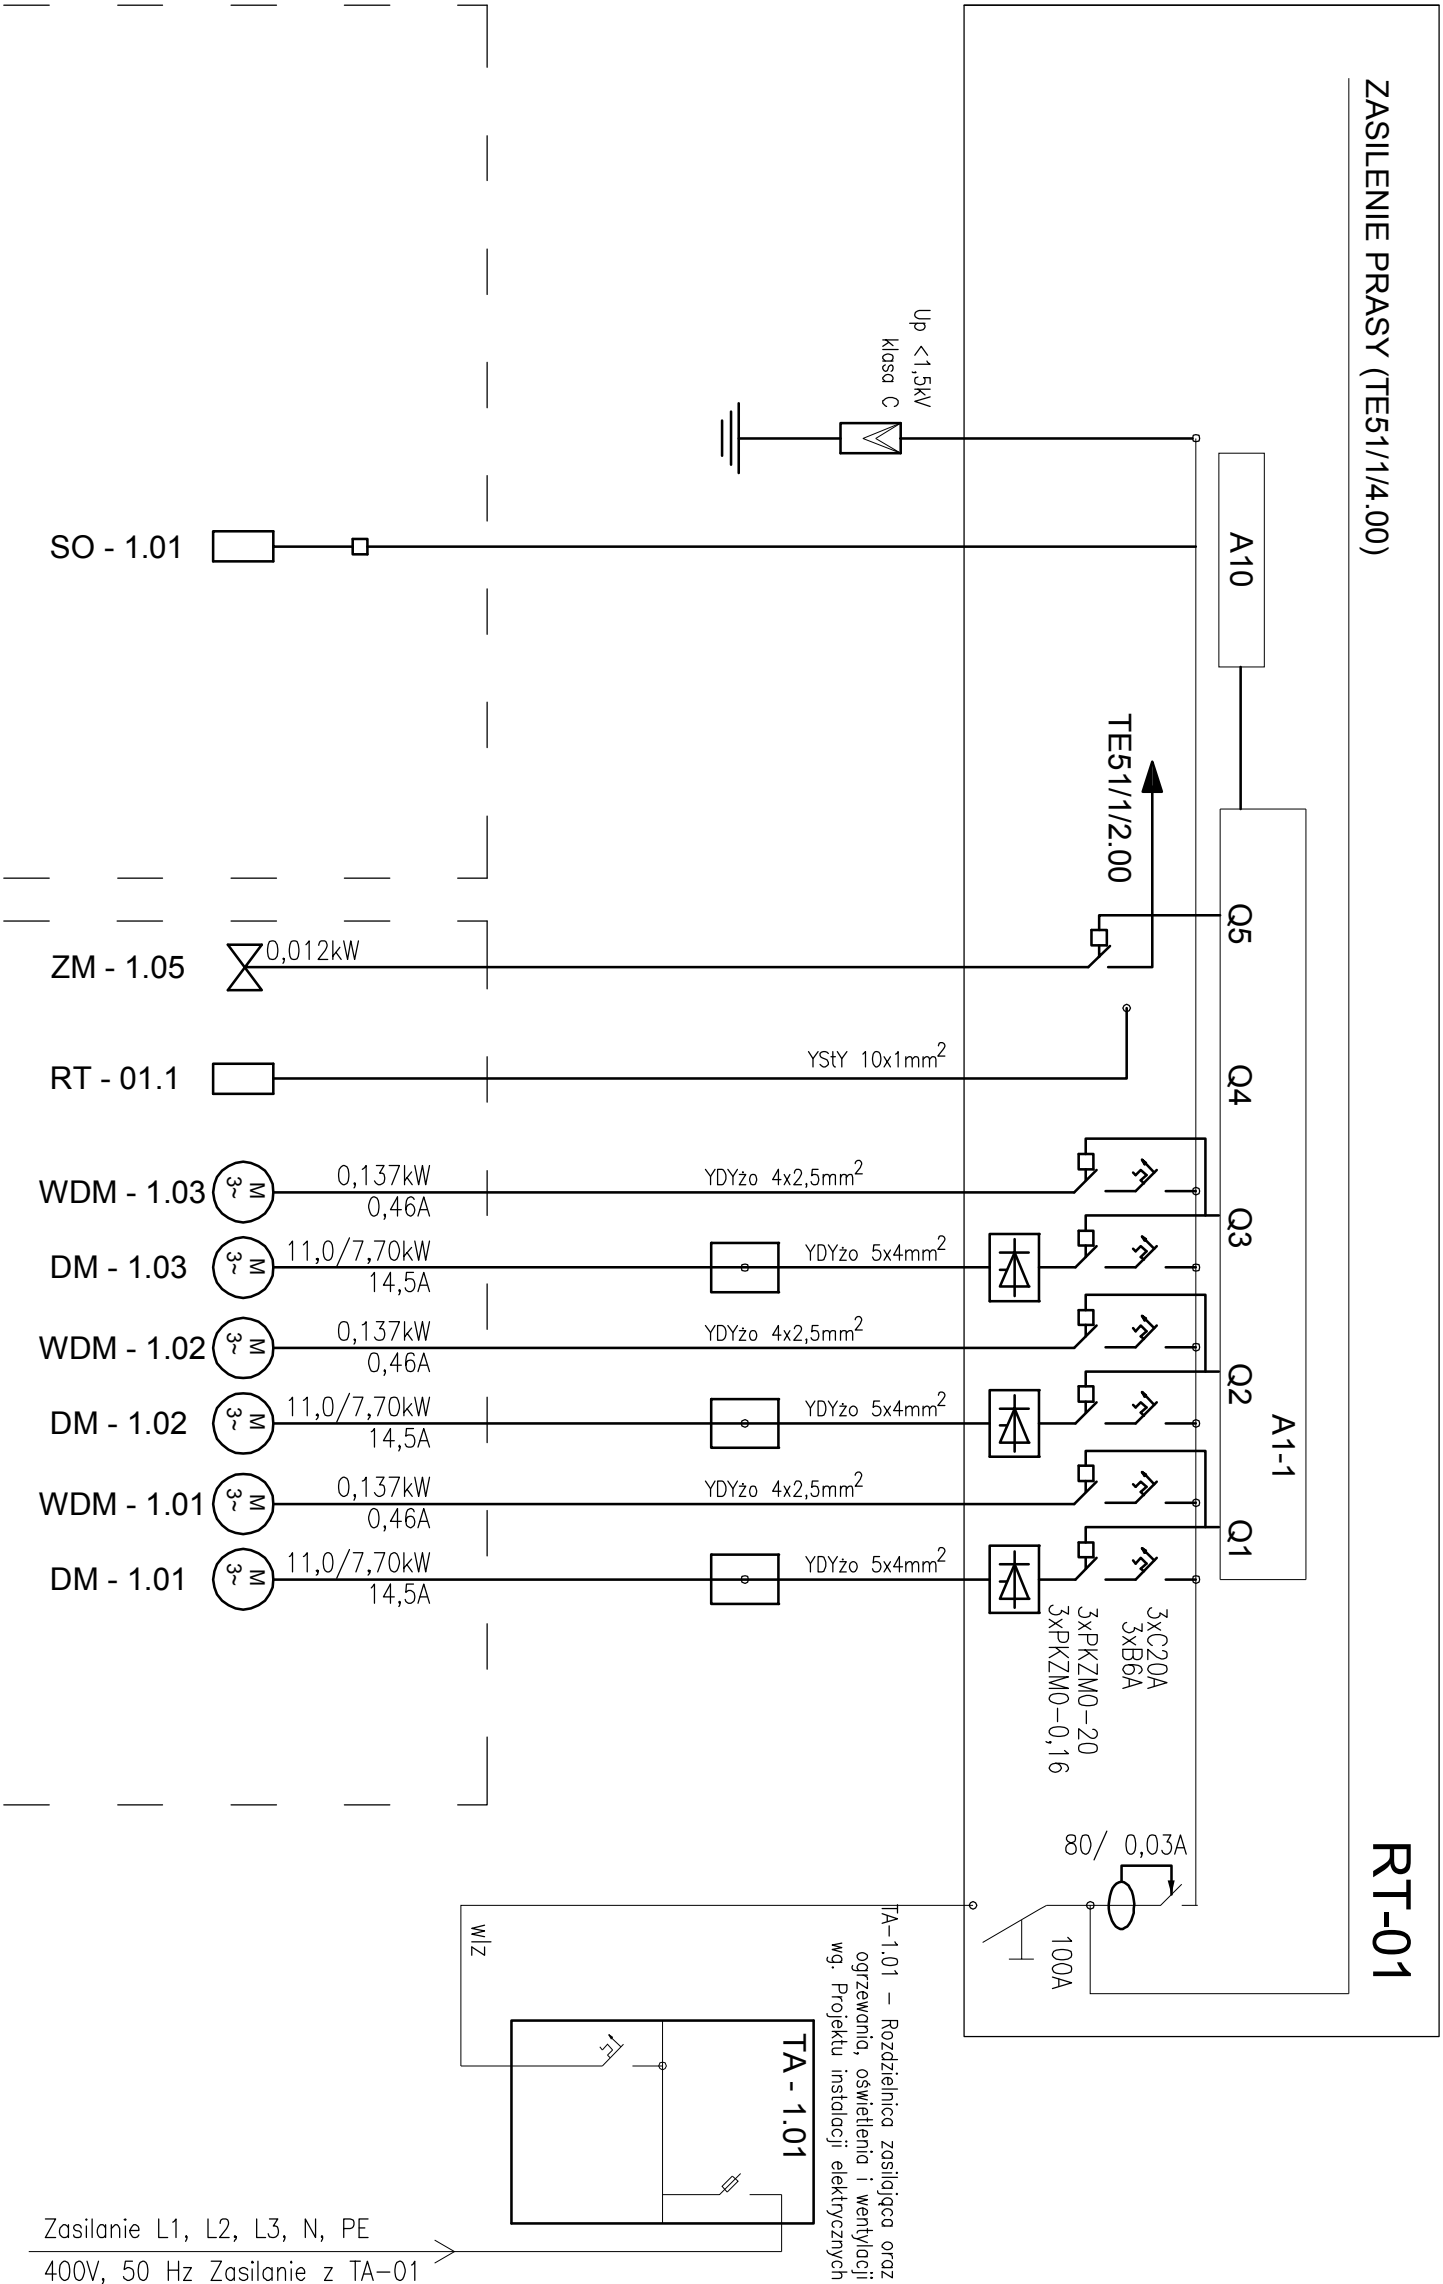 RT-01
ZASILENIE PRASY (TE51/1/4.00)
A10
A1-1
Q5
Q4
Q3
Q2
Q1
TE51/1/2.00
Up <1,5kV
klasa C
SO - 1.01
ZM - 1.05
0,012kW
RT - 01.1
YStY 10x1mm²
WDM - 1.03
M
3~
0,137kW
0,46A
YDYżo 4x2,5mm²
DM - 1.03
M
3~
11,0/7,70kW
14,5A
YDYżo 5x4mm²
WDM - 1.02
M
3~
0,137kW
0,46A
YDYżo 4x2,5mm²
DM - 1.02
M
3~
11,0/7,70kW
14,5A
YDYżo 5x4mm²
WDM - 1.01
M
3~
0,137kW
0,46A
YDYżo 4x2,5mm²
DM - 1.01
M
3~
11,0/7,70kW
14,5A
YDYżo 5x4mm²
3xC20A
3xB6A
3xPKZM0-20
3xPKZM0-0,16
80/ 0,03A
100A
wlz
TA-1.01 - Rozdzielnica zasilająca oraz
ogrzewania, oświetlenia i wentylacji
wg. Projektu instalacji elektrycznych
TA - 1.01
Zasilanie L1, L2, L3, N, PE
400V, 50 Hz Zasilanie z TA-01